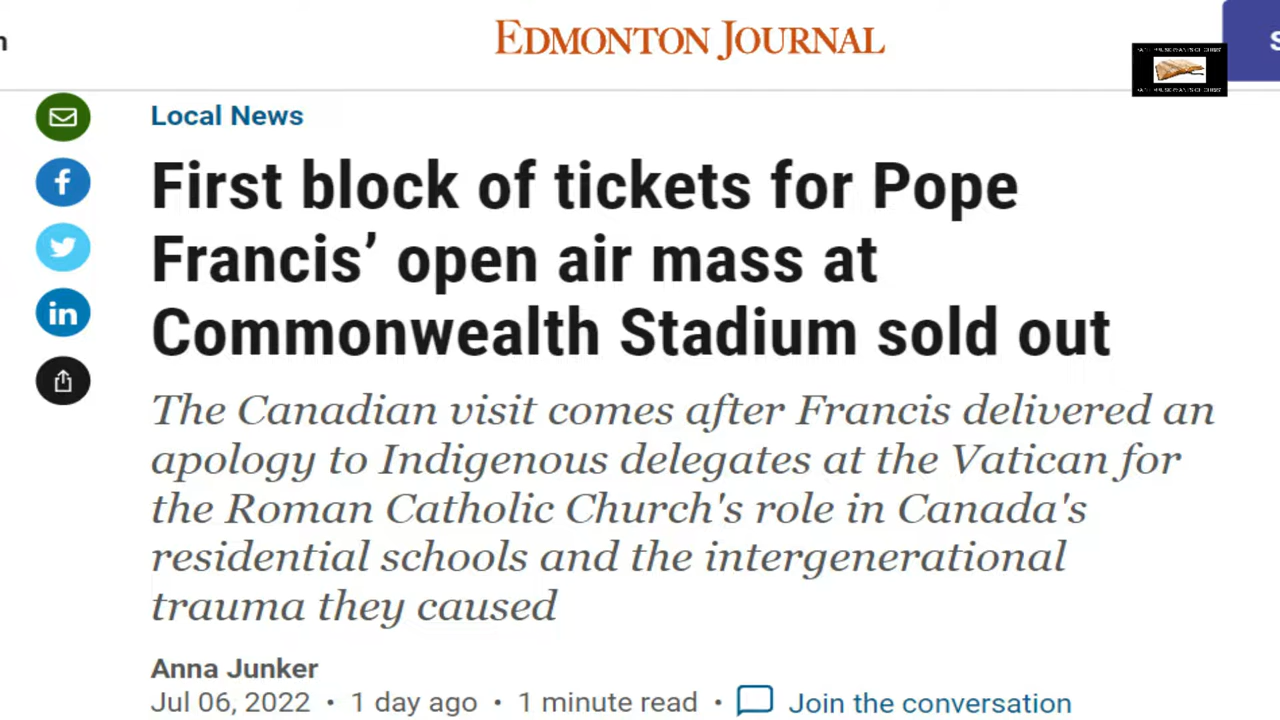 n
EDMONTON JOURNAL
S
Local News
First block of tickets for Pope
Francis’ open air mass at
Commonwealth Stadium sold out
The Canadian visit comes after Francis delivered an
apology to Indigenous delegates at the Vatican for
the Roman Catholic Church's role in Canada's
residential schools and the intergenerational
trauma they caused
Anna Junker
Jul 06, 2022 • 1 day ago • 1 minute read • Join the conversation